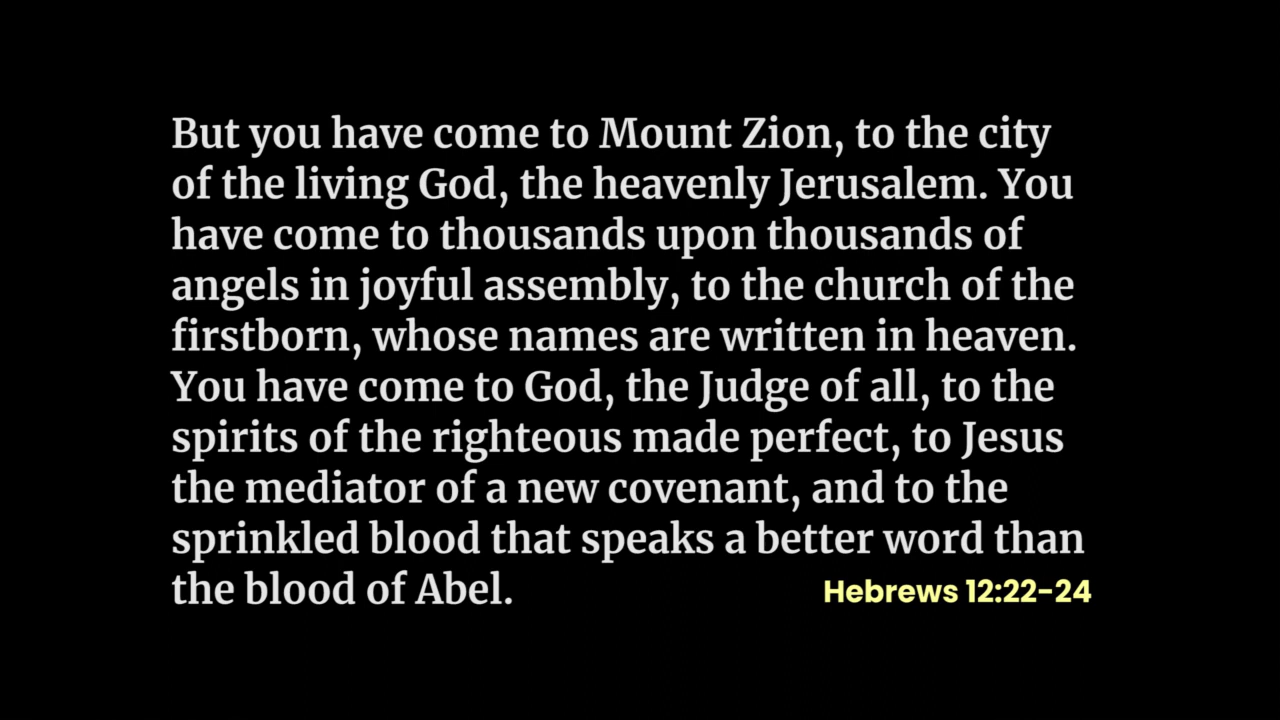 But you have come to Mount Zion, to the city
of the living God, the heavenly Jerusalem. You
have come to thousands upon thousands of
angels in joyful assembly, to the church of the
firstborn, whose names are written in heaven.
You have come to God, the Judge of all, to the
spirits of the righteous made perfect, to Jesus
the mediator of a new covenant, and to the
sprinkled blood that speaks a better word than
the blood of Abel.
Hebrews 12:22-24